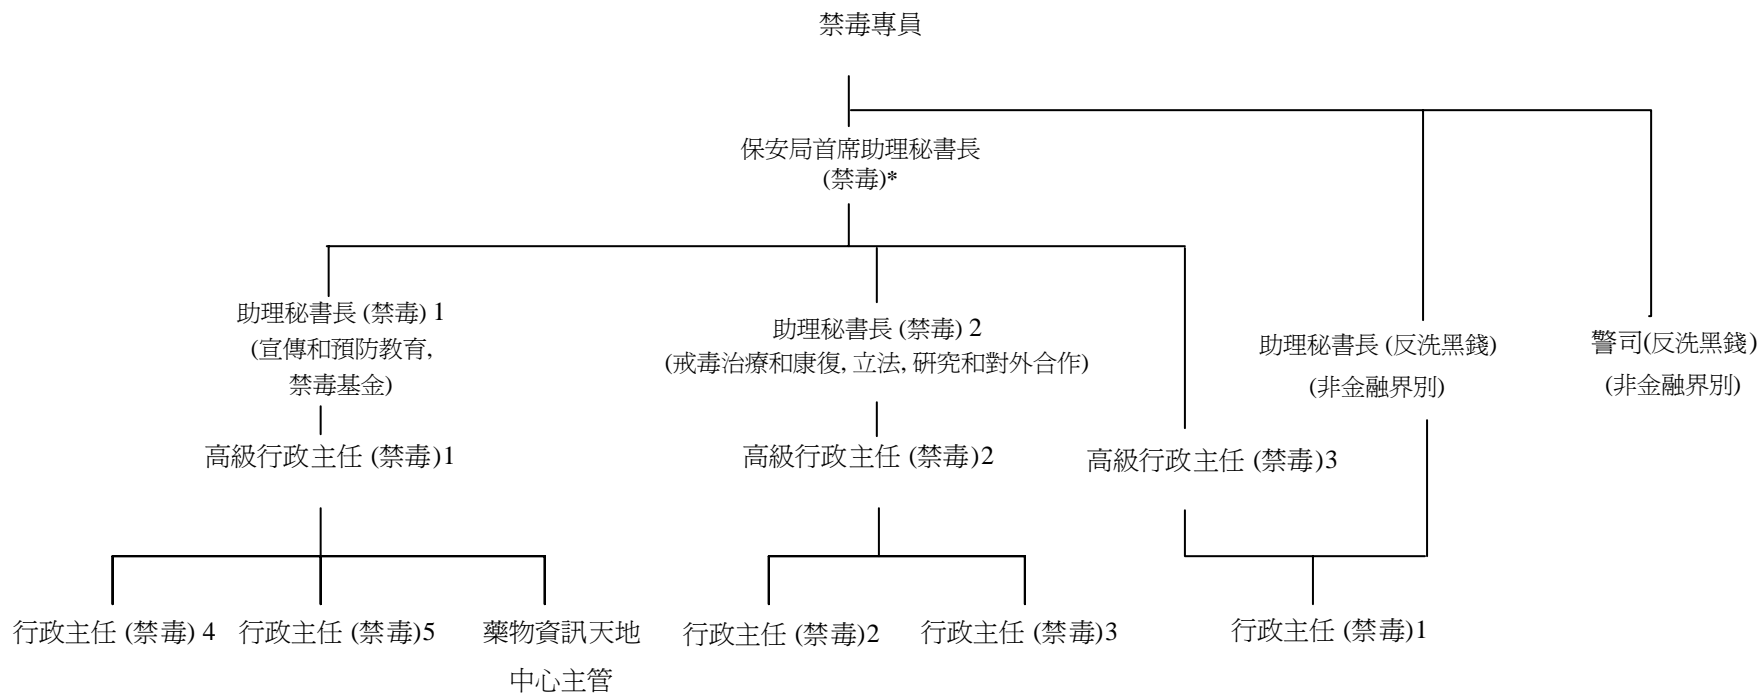 禁毒專員
保安局首席助理秘書長
(禁毒)*
助理秘書長 (禁毒) 1
(宣傳和預防教育,
禁毒基金)
助理秘書長 (禁毒) 2
(戒毒治療和康復, 立法, 研究和對外合作)
助理秘書長 (反洗黑錢)
(非金融界別)
警司(反洗黑錢)
(非金融界別)
高級行政主任 (禁毒)1
高級行政主任 (禁毒)2
高級行政主任 (禁毒)3
行政主任 (禁毒) 4
行政主任 (禁毒)5
藥物資訊天地
中心主管
行政主任 (禁毒)2
行政主任 (禁毒)3
行政主任 (禁毒)1